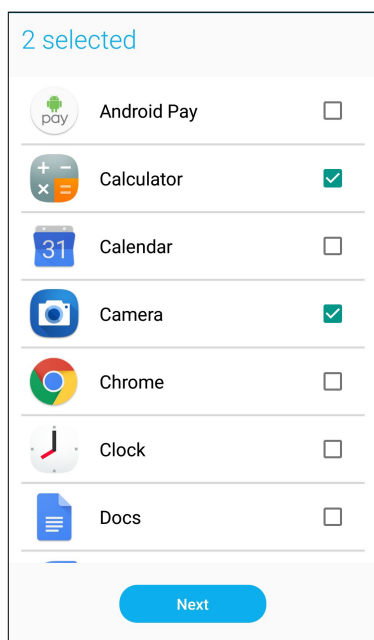 2 selected
pay
Android Pay
+ −
× =
Calculator
31
Calendar
Camera
Chrome
Clock
Docs
Next